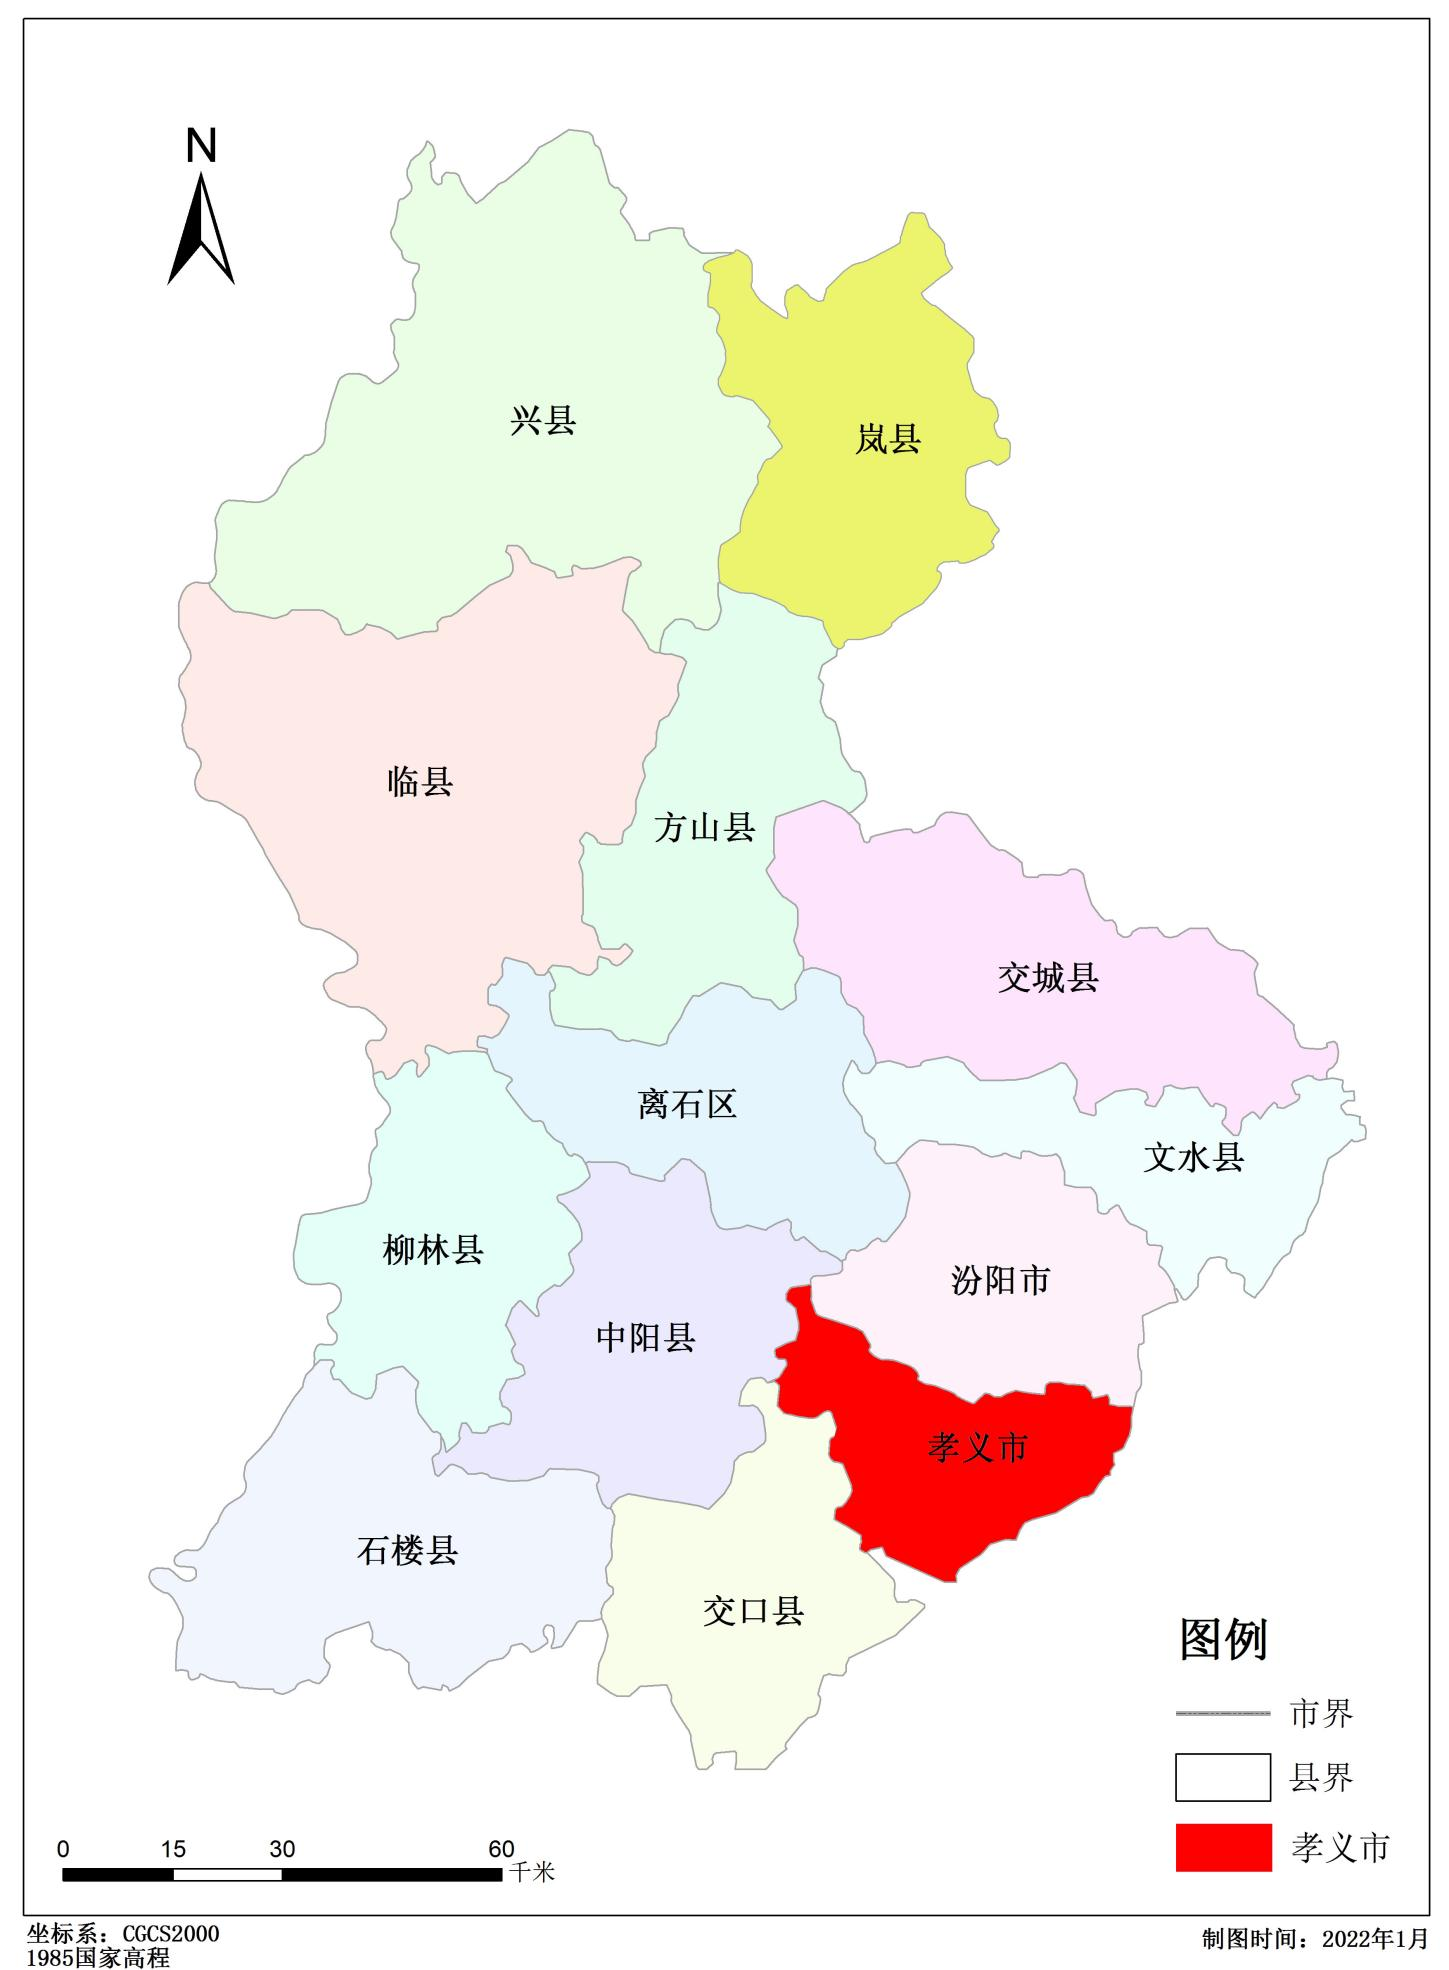 N
兴县
岚县
临县
方山县
交城县
离石区
文水县
柳林县
汾阳市
中阳县
孝义市
石楼县
交口县
图例
市界
县界
孝义市
0 15 30 60
千米
坐标系：CGCS2000
1985国家高程
制图时间：2022年1月